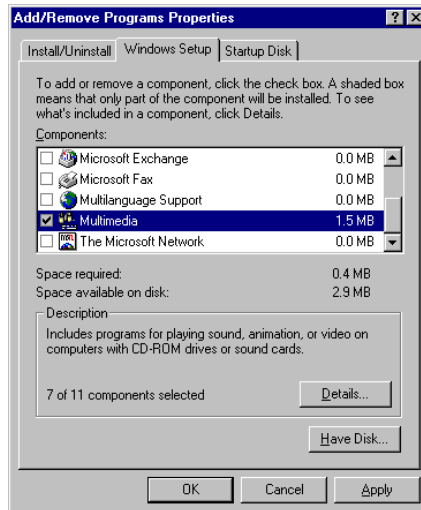 Add/Remove Programs Properties
Install/Uninstall Windows Setup Startup Disk
To add or remove a component, click the check box. A shaded box
means that only part of the component will be installed. To see
what's included in a component, click Details.
Components:
Microsoft Exchange 0.0 MB
Microsoft Fax 0.0 MB
Multilanguage Support 0.0 MB
Multimedia 1.5 MB
The Microsoft Network 0.0 MB
Space required: 0.4 MB
Space available on disk: 2.9 MB
Description
Includes programs for playing sound, animation, or video on
computers with CD-ROM drives or sound cards.
7 of 11 components selected Details...
Have Disk...
OK Cancel Apply